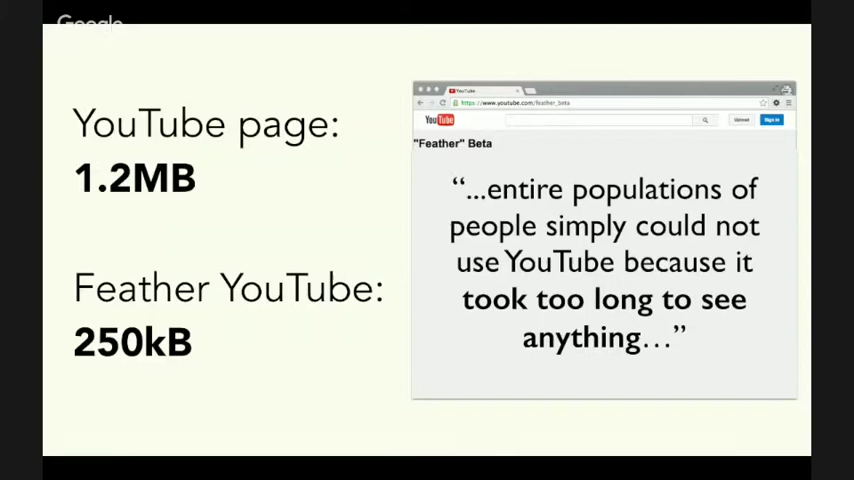 Google
YouTube page:
1.2MB
Feather YouTube:
250kB
YouTube
https://www.youtube.com/feather_beta
YouTube
Upload
Sign in
"Feather" Beta
“...entire populations of
people simply could not
use YouTube because it
took too long to see
anything...”